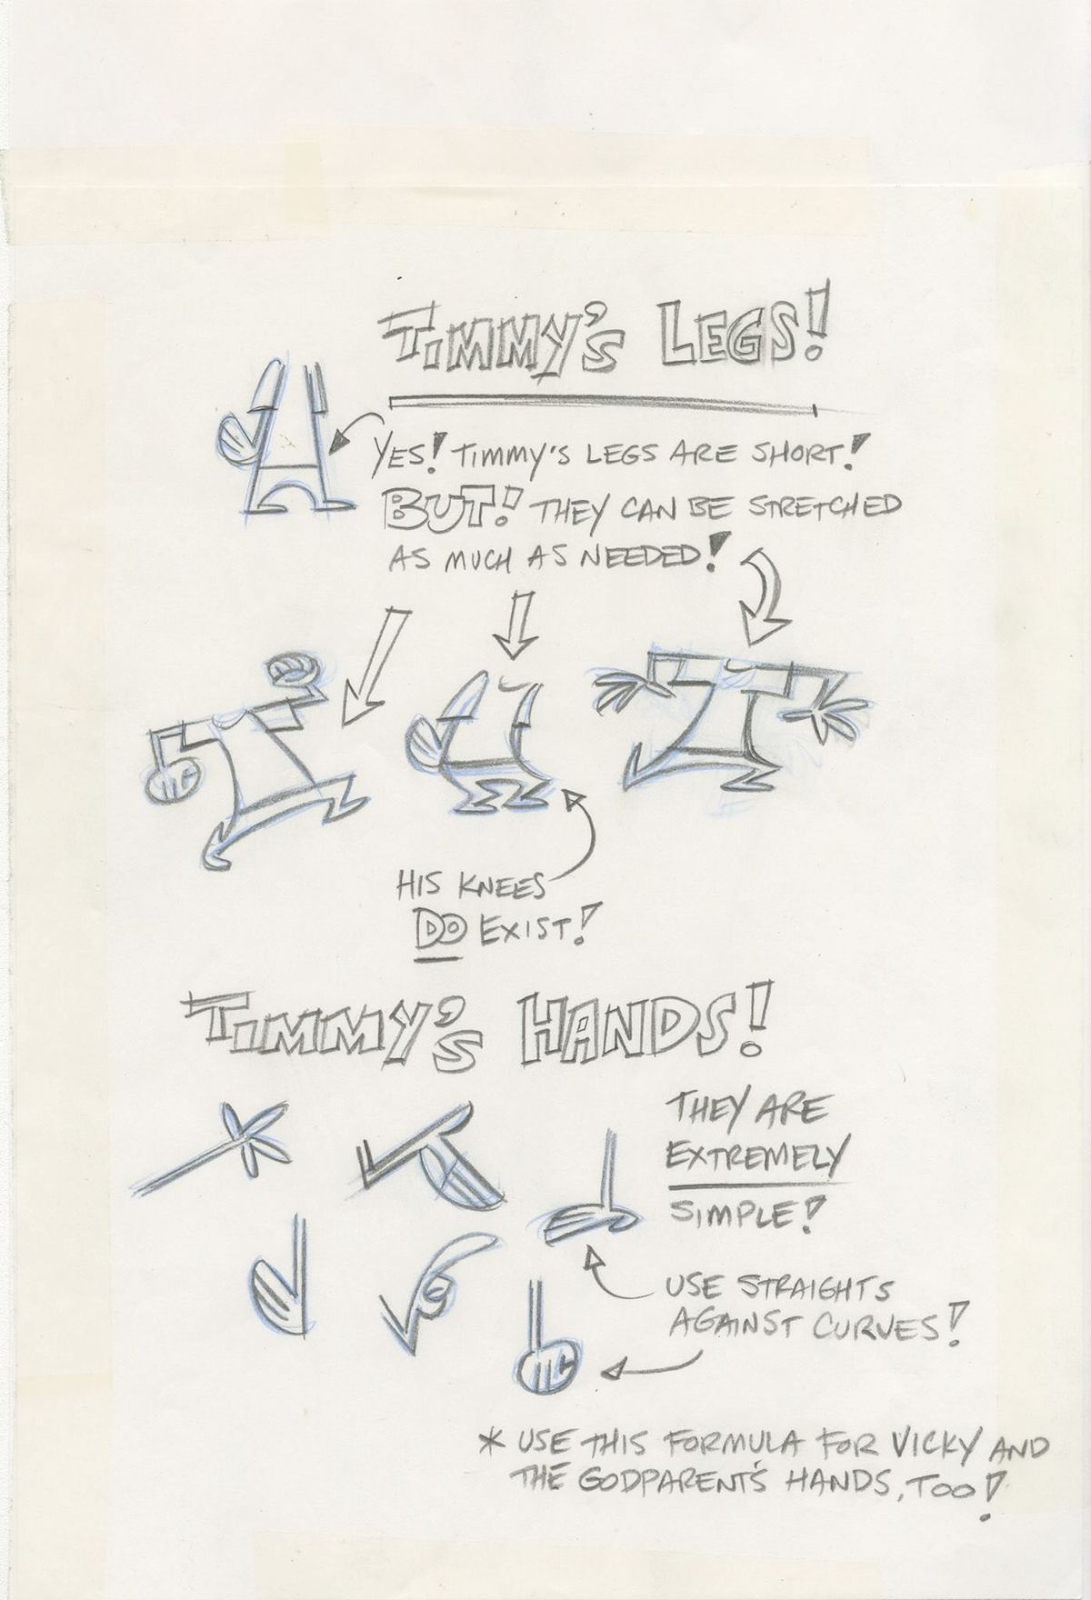 TIMMY'S LEGS!
YES! TIMMY'S LEGS ARE SHORT!
BUT! THEY CAN BE STRETCHED
AS MUCH AS NEEDED!
HIS KNEES
DO EXIST!
TIMMY'S HANDS!
THEY ARE
EXTREMELY
SIMPLE!
USE STRAIGHTS
AGAINST CURVES!
* USE THIS FORMULA FOR VICKY AND
THE GODPARENT'S HANDS, TOO!